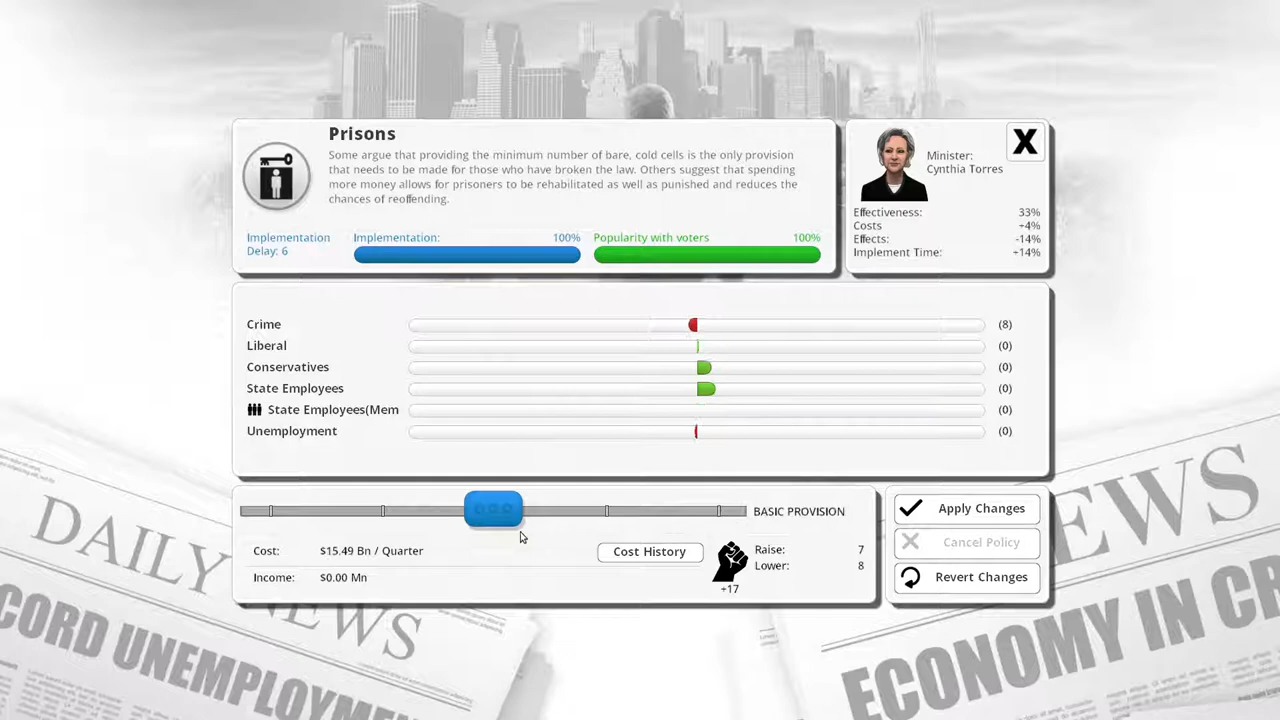 Prisons
Some argue that providing the minimum number of bare, cold cells is the only provision
that needs to be made for those who have broken the law. Others suggest that spending
more money allows for prisoners to be rehabilitated as well as punished and reduces the
chances of reoffending.
Implementation
Delay: 6
Implementation: 100%
Popularity with voters 100%
X
Minister:
Cynthia Torres
Effectiveness: 33%
Costs +4%
Effects: -14%
Implement Time: +14%
Crime (8)
Liberal (0)
Conservatives (0)
State Employees (0)
State Employees(Mem (0)
Unemployment (0)
BASIC PROVISION
Cost: $15.49 Bn / Quarter
Cost History
Raise: 7
Lower: 8
+17
Income: $0.00 Mn
Apply Changes
Cancel Policy
Revert Changes
DAILY NEWS
CORD UNEMPLOYME
EWS
ECONOMY IN CR